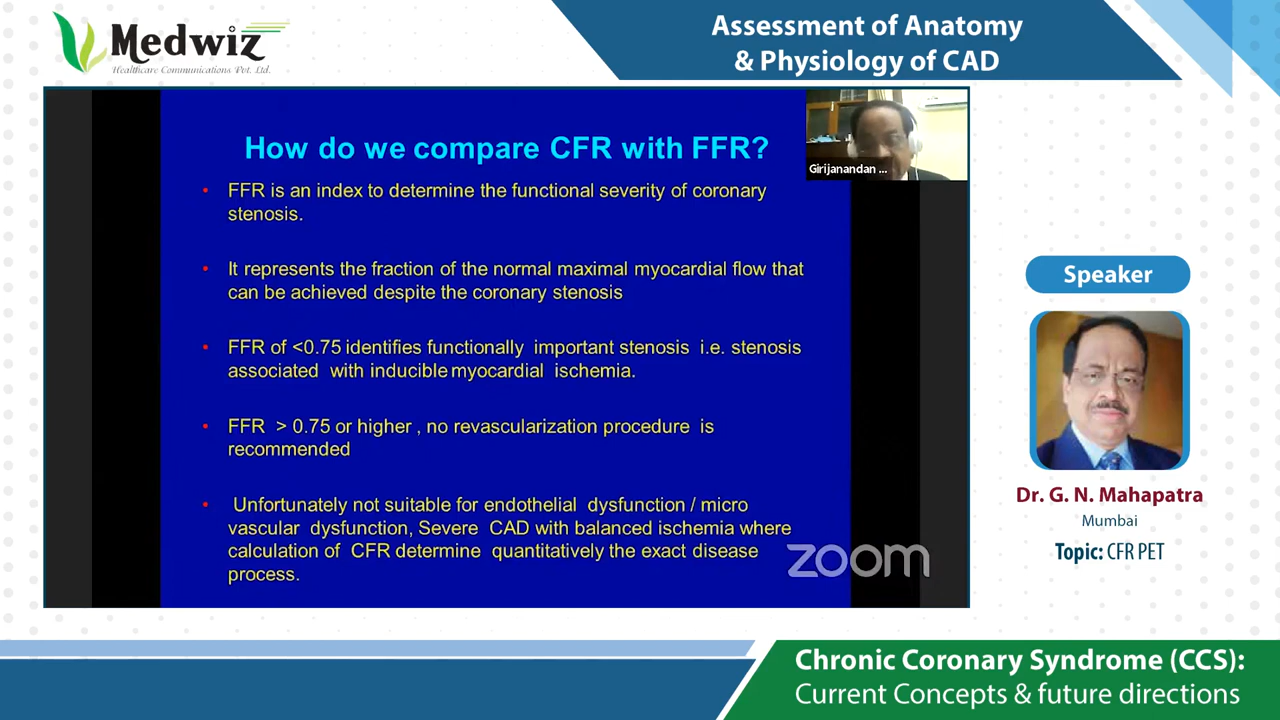 Medwiz
Healthcare Communications Pvt. Ltd.
Assessment of Anatomy
& Physiology of CAD
How do we compare CFR with FFR?
Girijanandan ...
• FFR is an index to determine the functional severity of coronary
stenosis.
• It represents the fraction of the normal maximal myocardial flow that
can be achieved despite the coronary stenosis
• FFR of <0.75 identifies functionally important stenosis i.e. stenosis
associated with inducible myocardial ischemia.
• FFR > 0.75 or higher , no revascularization procedure is
recommended
• Unfortunately not suitable for endothelial dysfunction / micro
vascular dysfunction, Severe CAD with balanced ischemia where
calculation of CFR determine quantitatively the exact disease
process.
zoom
Speaker
Dr. G. N. Mahapatra
Mumbai
Topic: CFR PET
Chronic Coronary Syndrome (CCS):
Current Concepts & future directions